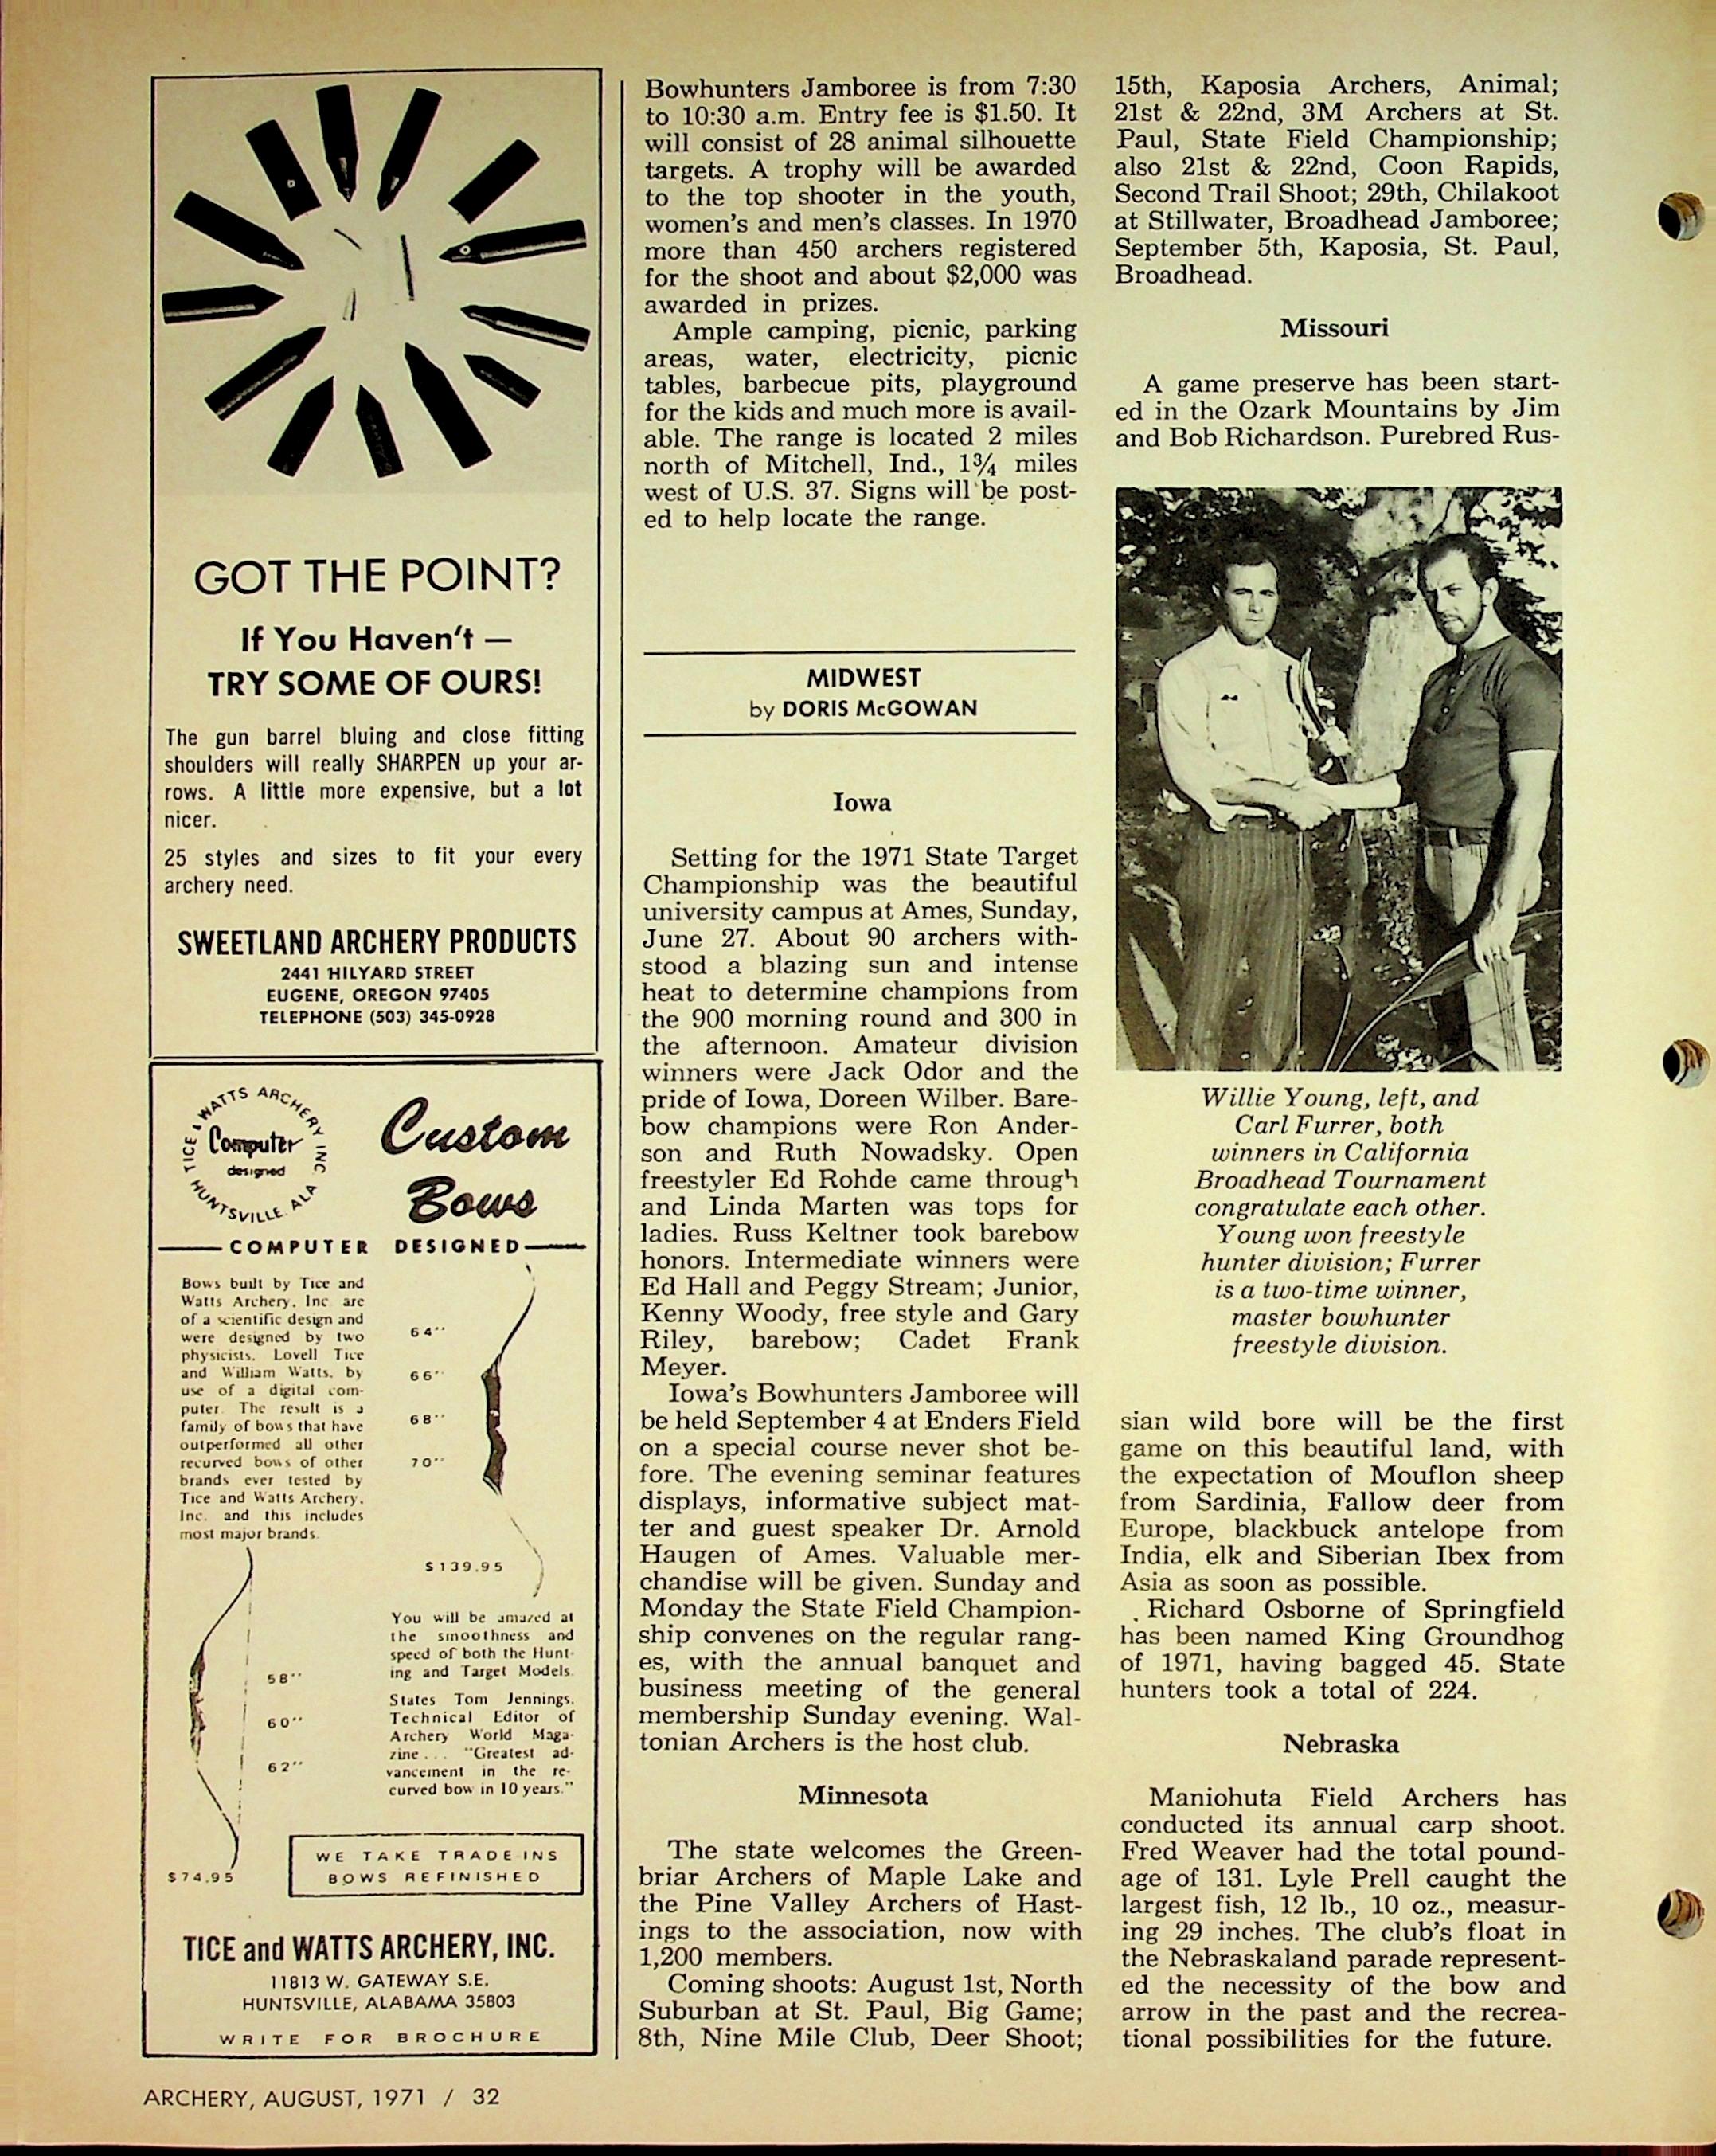 GOT THE POINT?
If You Haven't —
TRY SOME OF OURS!
The gun barrel bluing and close fitting
shoulders will really SHARPEN up your ar-
rows. A little more expensive, but a lot
nicer.
25 styles and sizes to fit your every
archery need.
SWEETLAND ARCHERY PRODUCTS
2441 HILYARD STREET
EUGENE, OREGON 97405
TELEPHONE (503) 345-0928
TICE & WATTS ARCHERY INC
HUNTSVILLE, ALA
Computer
designed
Custom
Bows
COMPUTER DESIGNED
Bows built by Tice and
Watts Archery, Inc. are
of a scientific design and
were designed by two
physicists, Lovell Tice
and William Watts, by
use of a digital com-
puter. The result is a
family of bows that have
outperformed all other
recurved bows of other
brands ever tested by
Tice and Watts Archery,
Inc. and this includes
most major brands.
64''
66''
68''
70''
$139.95
You will be amazed at
the smoothness and
speed of both the Hunt-
ing and Target Models.
States Tom Jennings,
Technical Editor of
Archery World Maga-
zine . . . "Greatest ad-
vancement in the re-
curved bow in 10 years."
58''
60''
62''
$74.95
WE TAKE TRADE-INS
BOWS REFINISHED
TICE and WATTS ARCHERY, INC.
11813 W. GATEWAY S.E.
HUNTSVILLE, ALABAMA 35803
WRITE FOR BROCHURE
Bowhunters Jamboree is from 7:30
to 10:30 a.m. Entry fee is $1.50. It
will consist of 28 animal silhouette
targets. A trophy will be awarded
to the top shooter in the youth,
women's and men's classes. In 1970
more than 450 archers registered
for the shoot and about $2,000 was
awarded in prizes.
Ample camping, picnic, parking
areas, water, electricity, picnic
tables, barbecue pits, playground
for the kids and much more is avail-
able. The range is located 2 miles
north of Mitchell, Ind., 1¾ miles
west of U.S. 37. Signs will be post-
ed to help locate the range.
MIDWEST
by DORIS McGOWAN
Iowa
Setting for the 1971 State Target
Championship was the beautiful
university campus at Ames, Sunday,
June 27. About 90 archers with-
stood a blazing sun and intense
heat to determine champions from
the 900 morning round and 300 in
the afternoon. Amateur division
winners were Jack Odor and the
pride of Iowa, Doreen Wilber. Bare-
bow champions were Ron Ander-
son and Ruth Nowadsky. Open
freestyler Ed Rohde came through
and Linda Marten was tops for
ladies. Russ Keltner took barebow
honors. Intermediate winners were
Ed Hall and Peggy Stream; Junior,
Kenny Woody, free style and Gary
Riley, barebow; Cadet Frank
Meyer.
Iowa's Bowhunters Jamboree will
be held September 4 at Enders Field
on a special course never shot be-
fore. The evening seminar features
displays, informative subject mat-
ter and guest speaker Dr. Arnold
Haugen of Ames. Valuable mer-
chandise will be given. Sunday and
Monday the State Field Champion-
ship convenes on the regular rang-
es, with the annual banquet and
business meeting of the general
membership Sunday evening. Wal-
tonian Archers is the host club.
Minnesota
The state welcomes the Green-
briar Archers of Maple Lake and
the Pine Valley Archers of Hast-
ings to the association, now with
1,200 members.
Coming shoots: August 1st, North
Suburban at St. Paul, Big Game;
8th, Nine Mile Club, Deer Shoot;
15th, Kaposia Archers, Animal;
21st & 22nd, 3M Archers at St.
Paul, State Field Championship;
also 21st & 22nd, Coon Rapids,
Second Trail Shoot; 29th, Chilakoot
at Stillwater, Broadhead Jamboree;
September 5th, Kaposia, St. Paul,
Broadhead.
Missouri
A game preserve has been start-
ed in the Ozark Mountains by Jim
and Bob Richardson. Purebred Rus-
Willie Young, left, and
Carl Furrer, both
winners in California
Broadhead Tournament
congratulate each other.
Young won freestyle
hunter division; Furrer
is a two-time winner,
master bowhunter
freestyle division.
sian wild bore will be the first
game on this beautiful land, with
the expectation of Mouflon sheep
from Sardinia, Fallow deer from
Europe, blackbuck antelope from
India, elk and Siberian Ibex from
Asia as soon as possible.
Richard Osborne of Springfield
has been named King Groundhog
of 1971, having bagged 45. State
hunters took a total of 224.
Nebraska
Maniohuta Field Archers has
conducted its annual carp shoot.
Fred Weaver had the total pound-
age of 131. Lyle Prell caught the
largest fish, 12 lb., 10 oz., measur-
ing 29 inches. The club's float in
the Nebraskaland parade represent-
ed the necessity of the bow and
arrow in the past and the recrea-
tional possibilities for the future.
ARCHERY, AUGUST, 1971 / 32